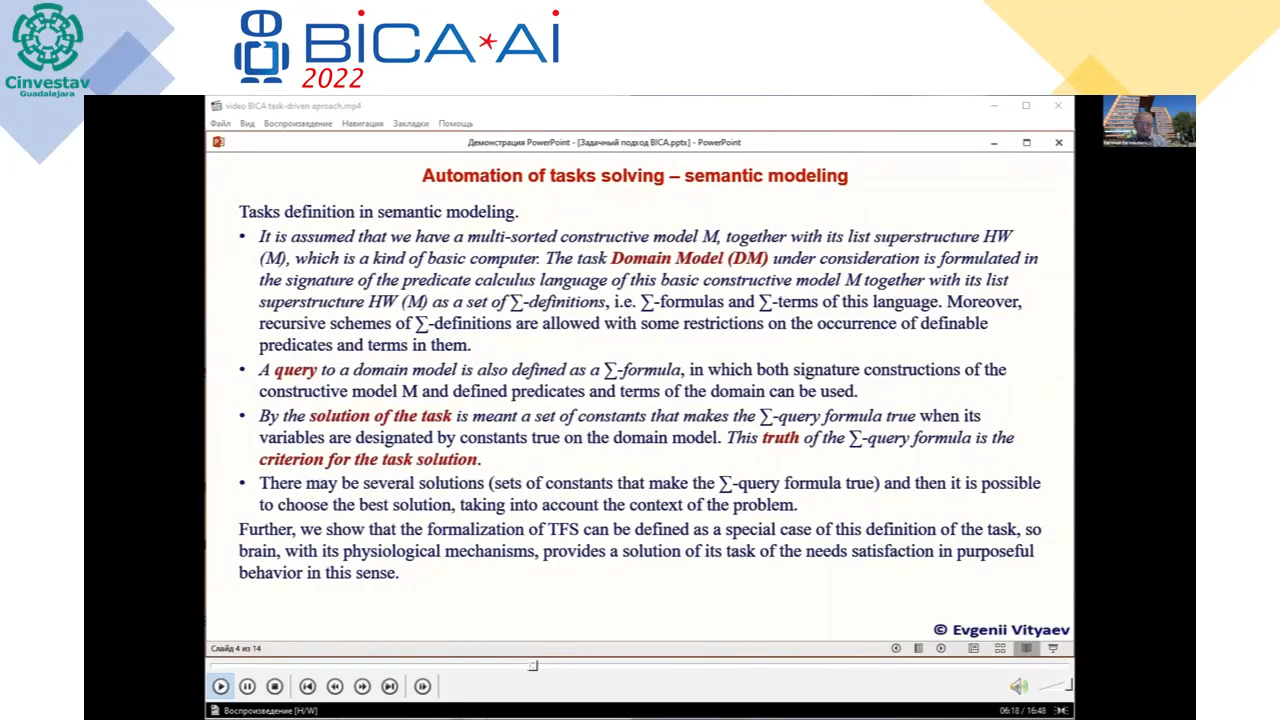 Cinvestav
Guadalajara
BiCA*Ai
2022
video BICA task-driven aproach.mp4
Файл Вид Воспроизведение Навигация Закладки Помощь
Демонстрация PowerPoint - [Задачный подход BICA.pptx] - PowerPoint
Automation of tasks solving – semantic modeling
Tasks definition in semantic modeling.
• It is assumed that we have a multi-sorted constructive model M, together with its list superstructure HW
(M), which is a kind of basic computer. The task Domain Model (DM) under consideration is formulated in
the signature of the predicate calculus language of this basic constructive model M together with its list
superstructure HW (M) as a set of ∑-definitions, i.e. ∑-formulas and ∑-terms of this language. Moreover,
recursive schemes of ∑-definitions are allowed with some restrictions on the occurrence of definable
predicates and terms in them.
• A query to a domain model is also defined as a ∑-formula, in which both signature constructions of the
constructive model M and defined predicates and terms of the domain can be used.
• By the solution of the task is meant a set of constants that makes the ∑-query formula true when its
variables are designated by constants true on the domain model. This truth of the ∑-query formula is the
criterion for the task solution.
• There may be several solutions (sets of constants that make the ∑-query formula true) and then it is possible
to choose the best solution, taking into account the context of the problem.
Further, we show that the formalization of TFS can be defined as a special case of this definition of the task, so
brain, with its physiological mechanisms, provides a solution of its task of the needs satisfaction in purposeful
behavior in this sense.
© Evgenii Vityaev
Слайд 4 из 14
Воспроизведение [H/W]
06:18 / 16:48